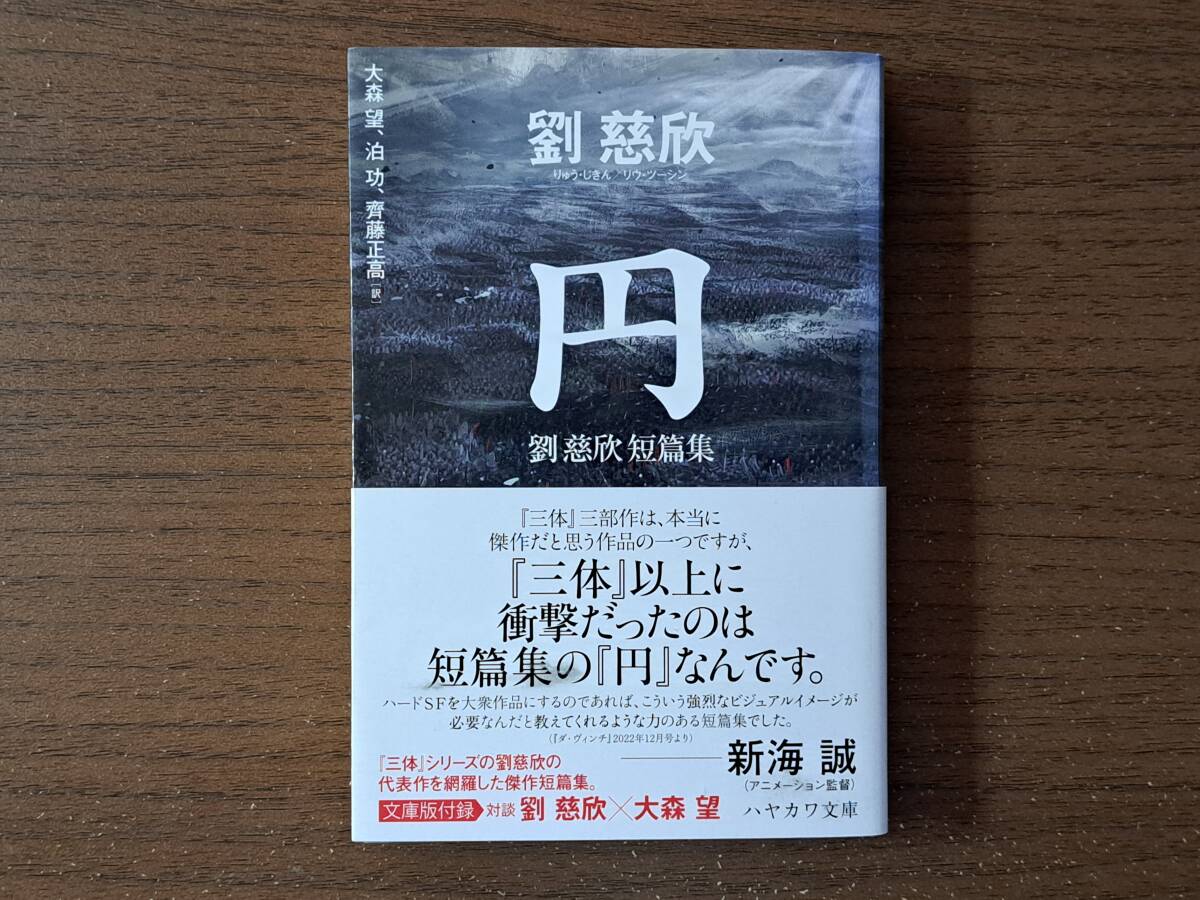 大森 望、泊 功、齊藤正高[訳]
劉 慈欣
りゅう・じきん/リウ・ツーシン
円
劉 慈欣 短篇集
『三体』三部作は、本当に
傑作だと思う作品の一つですが、
『三体』以上に
衝撃だったのは
短篇集の『円』なんです。
ハードSFを大衆作品にするのであれば、こういう強烈なビジュアルイメージが
必要なんだと教えてくれるような力のある短篇集でした。
(『ダ・ヴィンチ』2022年12月号より)
新海 誠
(アニメーション監督)
『三体』シリーズの劉慈欣の
代表作を網羅した傑作短篇集。
文庫版付録 対談 劉 慈欣×大森 望
ハヤカワ文庫